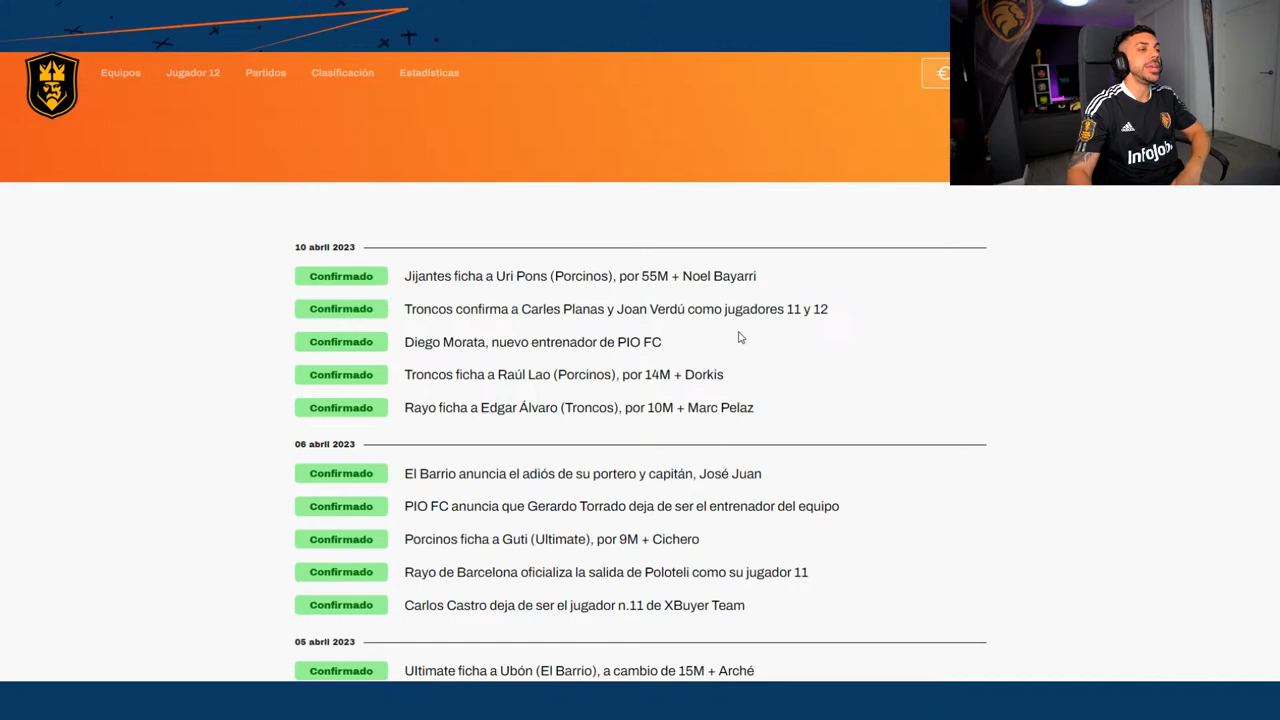 Equipos
Jugador 12
Partidos
Clasificación
Estadísticas
€
InfoJobs
10 abril 2023
Confirmado
Jijantes ficha a Uri Pons (Porcinos), por 55M + Noel Bayarri
Confirmado
Troncos confirma a Carles Planas y Joan Verdú como jugadores 11 y 12
Confirmado
Diego Morata, nuevo entrenador de PIO FC
Confirmado
Troncos ficha a Raúl Lao (Porcinos), por 14M + Dorkis
Confirmado
Rayo ficha a Edgar Álvaro (Troncos), por 10M + Marc Pelaz
06 abril 2023
Confirmado
El Barrio anuncia el adiós de su portero y capitán, José Juan
Confirmado
PIO FC anuncia que Gerardo Torrado deja de ser el entrenador del equipo
Confirmado
Porcinos ficha a Guti (Ultimate), por 9M + Cichero
Confirmado
Rayo de Barcelona oficializa la salida de Poloteli como su jugador 11
Confirmado
Carlos Castro deja de ser el jugador n.11 de XBuyer Team
05 abril 2023
Confirmado
Ultimate ficha a Ubón (El Barrio), a cambio de 15M + Arché